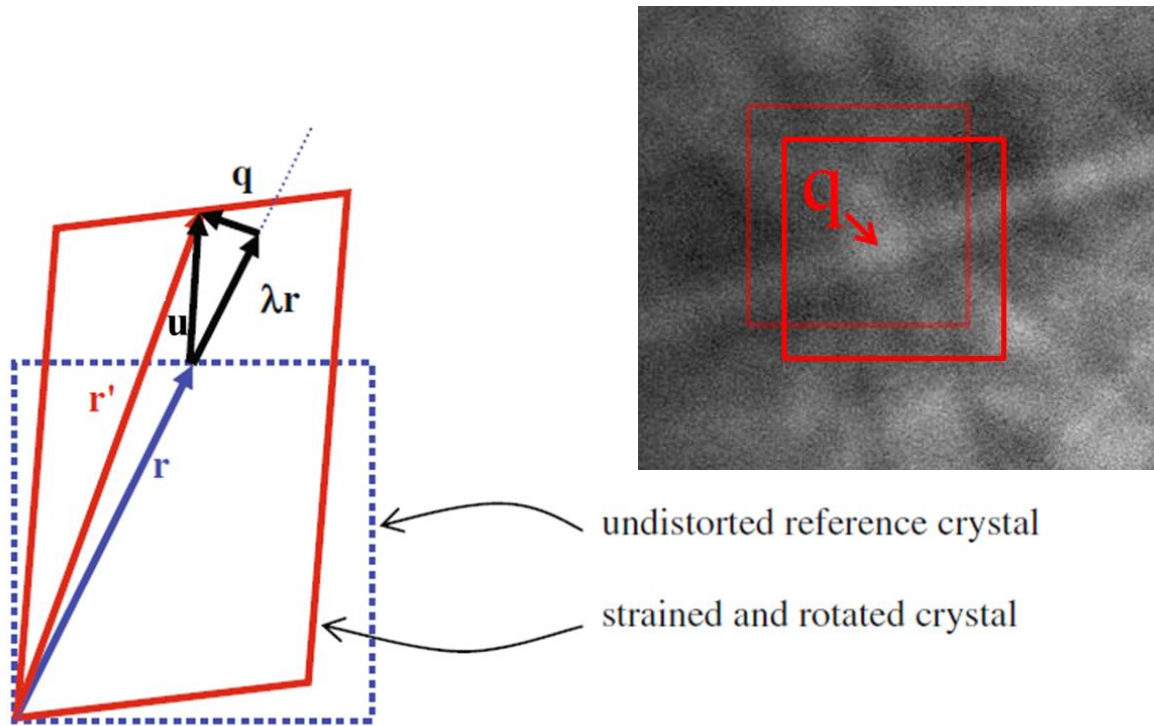 q
λr
u
r'
r
q
undistorted reference crystal
strained and rotated crystal